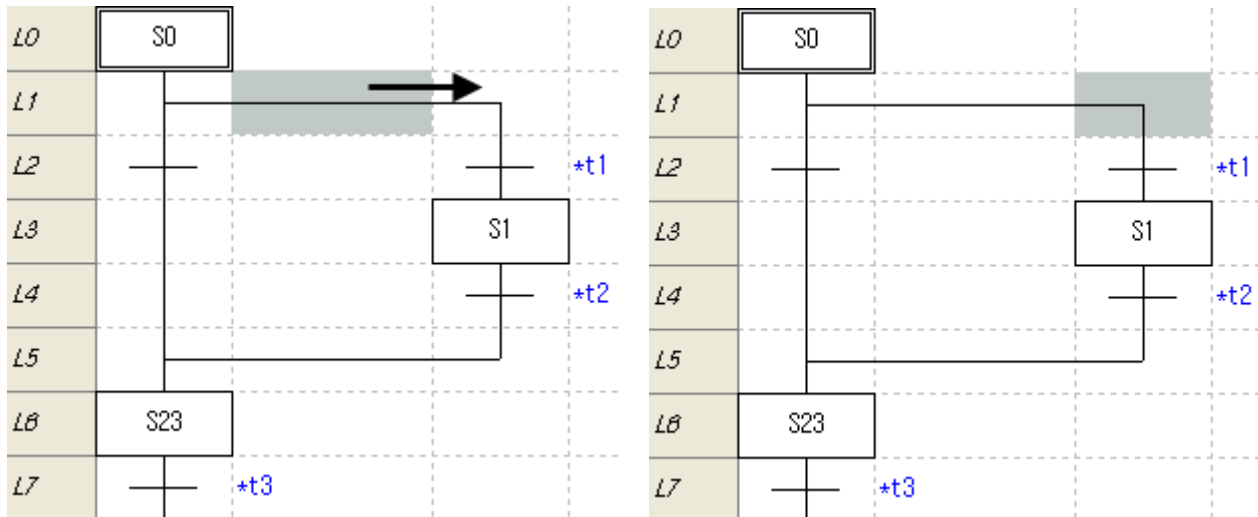 L0 S0
L1
L2 *t1
L3 S1
L4 *t2
L5
L6 S23
L7 *t3
L0 S0
L1
L2 *t1
L3 S1
L4 *t2
L5
L6 S23
L7 *t3